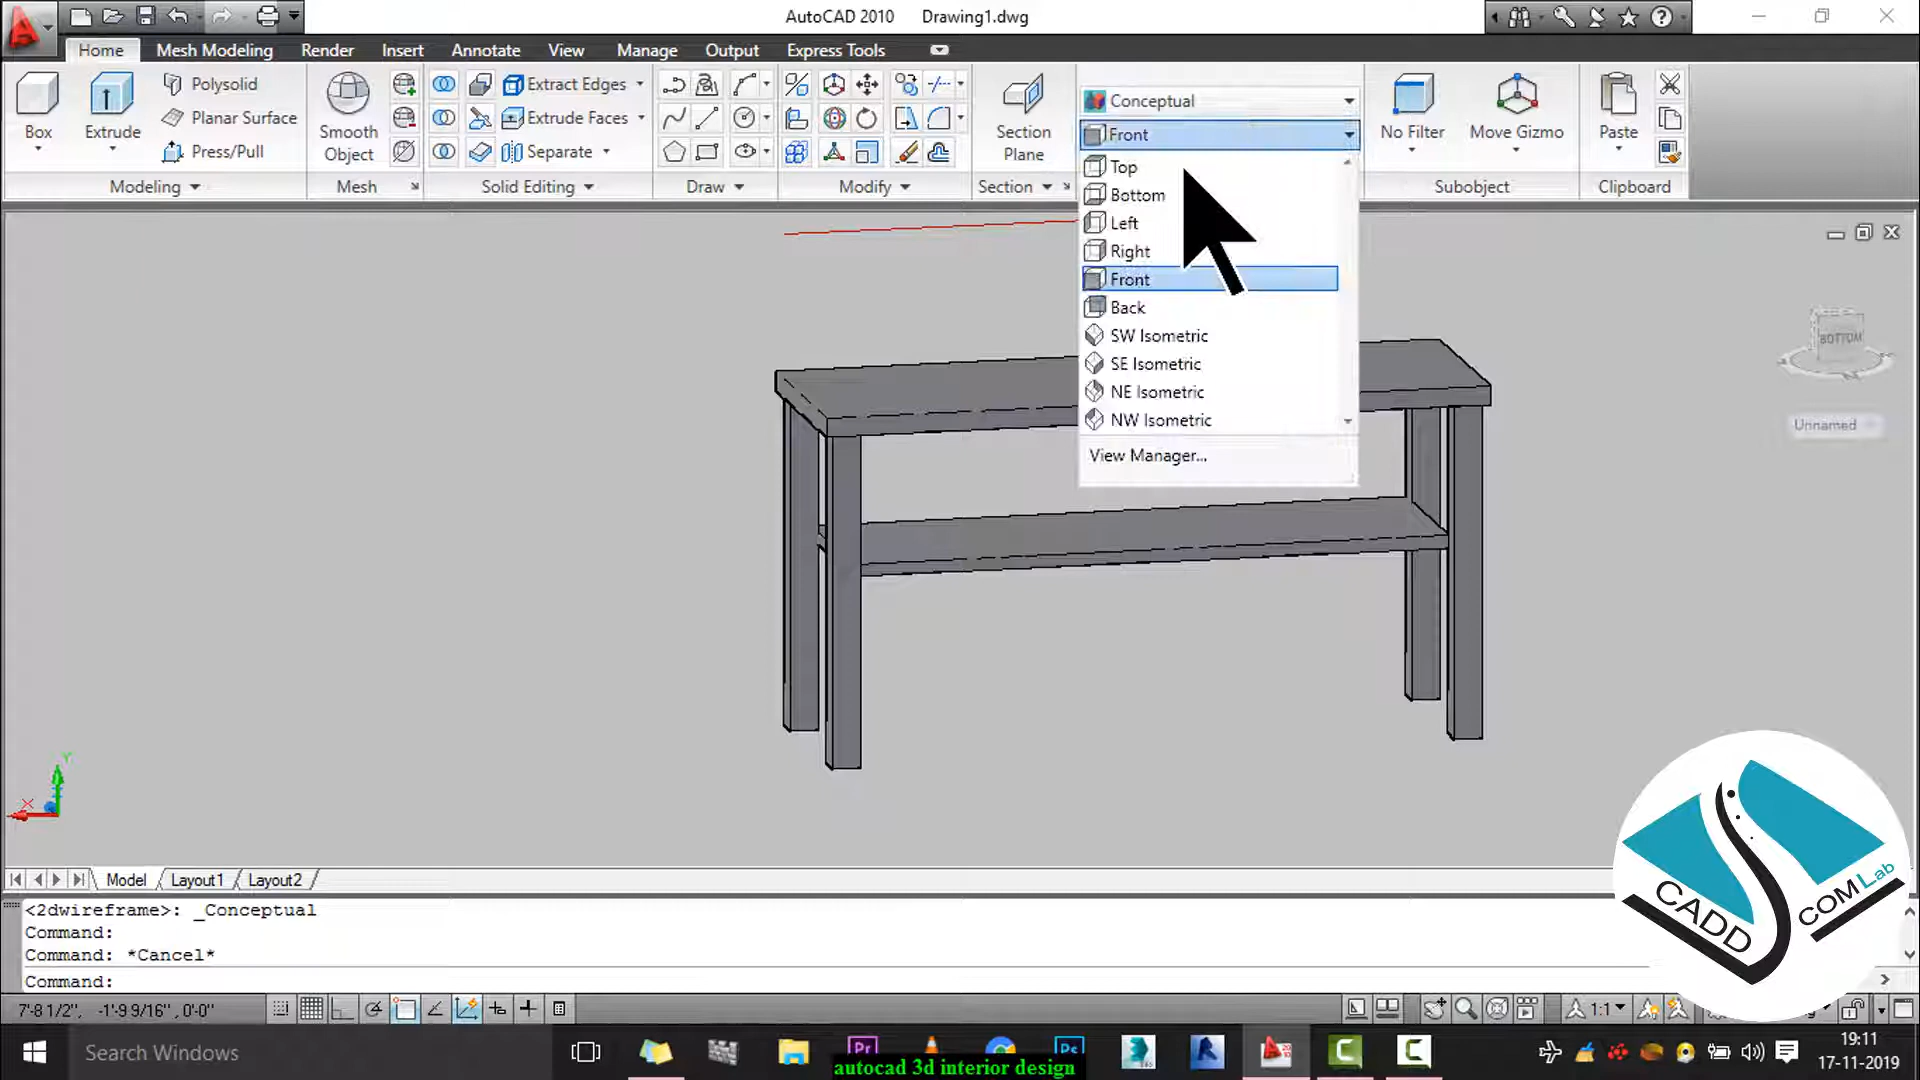 AutoCAD 2010 Drawing1.dwg
Home Mesh Modeling Render Insert Annotate View Manage Output Express Tools
Box
Extrude
Polysolid
Planar Surface
Press/Pull
Smooth
Object
Extract Edges
Extrude Faces
Separate
Section
Plane
Conceptual
Front
No Filter
Move Gizmo
Paste
Modeling Mesh Solid Editing Draw Modify Section Subobject Clipboard
Top
Bottom
Left
Right
Front
Back
SW Isometric
SE Isometric
NE Isometric
NW Isometric
View Manager...
BOTTOM
Unnamed
Y
X
Model Layout1 Layout2
<2dwireframe>: _Conceptual
Command:
Command: *Cancel*
Command:
CADD
COM Lab
7'-8 1/2", -1'-9 9/16" , 0'-0"
1:1
Search Windows
Pr
Ps
autocad 3d interior design
19:11
17-11-2019